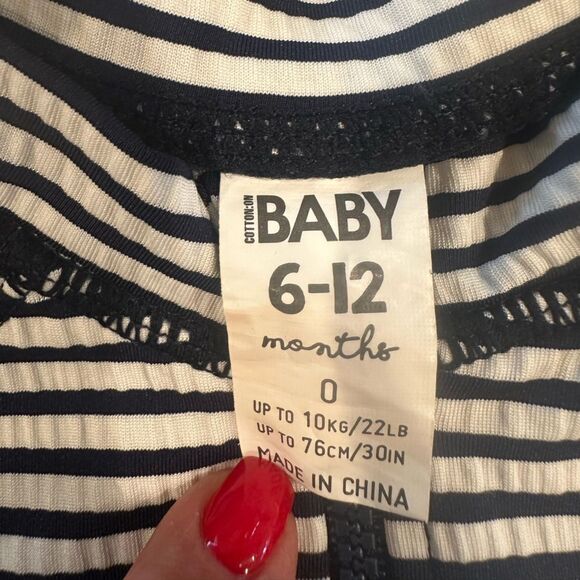 COTTON:ON
BABY
6-12
months
0
UP TO 10KG/22LB
UP TO 76CM/30IN
MADE IN CHINA